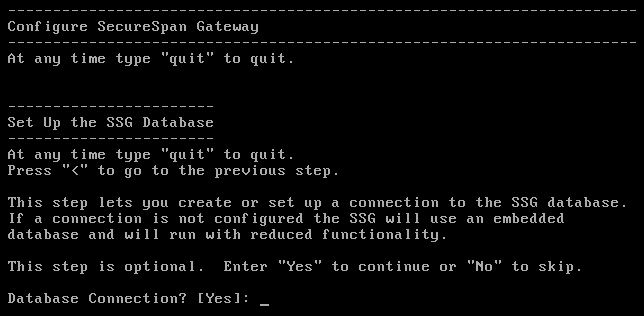 ---------------------------------------------------------------------
Configure SecureSpan Gateway
---------------------------------------------------------------------
At any time type "quit" to quit.
-----------------------
Set Up the SSG Database
-----------------------
At any time type "quit" to quit.
Press "<" to go to the previous step.
This step lets you create or set up a connection to the SSG database.
If a connection is not configured the SSG will use an embedded
database and will run with reduced functionality.
This step is optional.  Enter "Yes" to continue or "No" to skip.
Database Connection? [Yes]: _